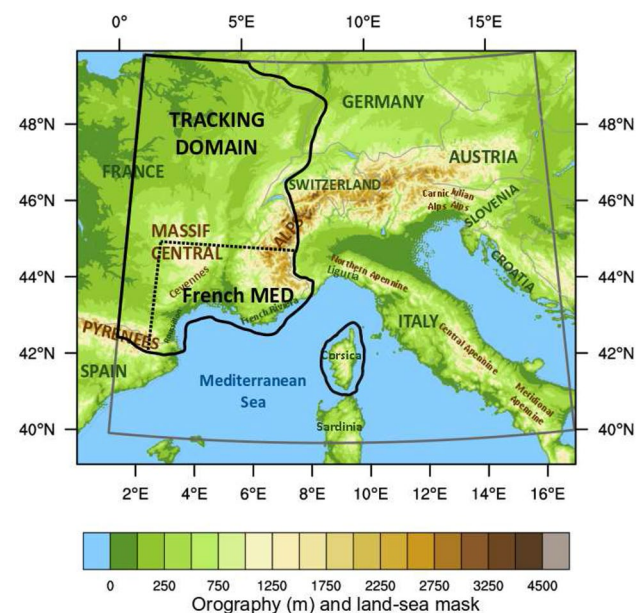 0° 5°E 10°E 15°E
48°N 48°N
46°N 46°N
44°N 44°N
42°N 42°N
40°N 40°N
TRACKING
DOMAIN
GERMANY
FRANCE
AUSTRIA
SWITZERLAND
Carnic Julian
Alps Alps
SLOVENIA
MASSIF
CENTRAL
ALPS
CROATIA
Cevennes
Northern Apennine
Liguria
French MED
French Riviera
PYRENEES
ITALY
Central Apennine
Corsica
SPAIN
Mediterranean
Sea
Meridional
Apennine
Sardinia
2°E 4°E 6°E 8°E 10°E 12°E 14°E 16°E
0 250 750 1250 1750 2250 2750 3250 4500
Orography (m) and land-sea mask